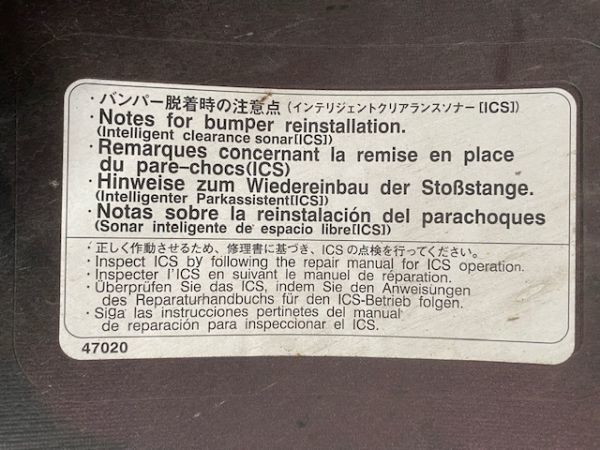 ・バンパー脱着時の注意点（インテリジェントクリアランスソナー[ICS]）
・Notes for bumper reinstallation.
(Intelligent clearance sonar[ICS])
・Remarques concernant la remise en place
du pare-chocs(ICS)
・Hinweise zum Wiedereinbau der Stoßstange.
(Intelligenter Parkassistent[ICS])
・Notas sobre la reinstalación del parachoques
(Sonar inteligente de espacio libre[ICS])
・正しく作動させるため、修理書に基づき、ICSの点検を行ってください。
・Inspect ICS by following the repair manual for ICS operation.
・Inspecter l'ICS en suivant le manuel de réparation.
・Überprüfen Sie das ICS, indem Sie den Anweisungen
des Reparaturhandbuchs für den ICS-Betrieb folgen.
・Siga las instrucciones pertinetes del manual
de reparación para inspeccionar el ICS.
47020